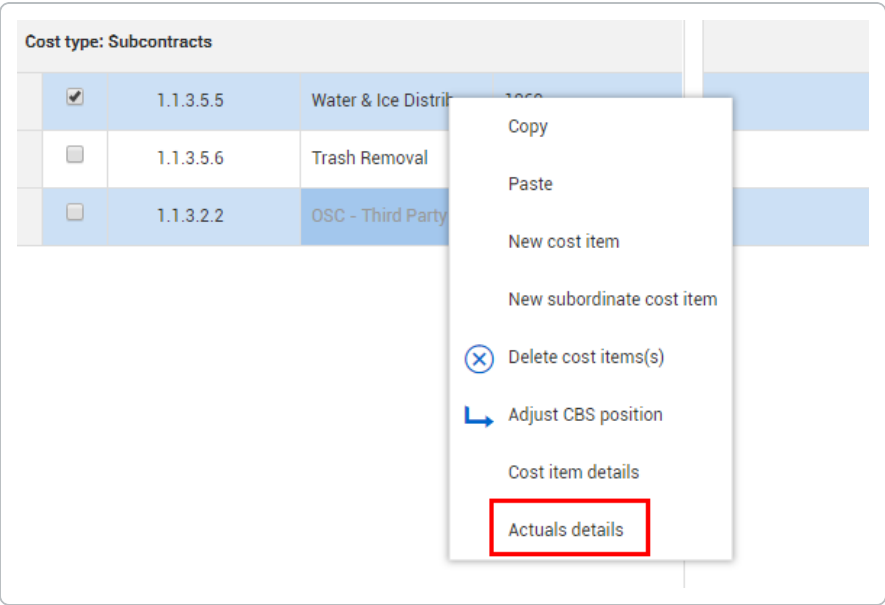 Cost type: Subcontracts
1.1.3.5.5 Water & Ice Distrib
Copy
1.1.3.5.6 Trash Removal
Paste
1.1.3.2.2 OSC - Third Party
New cost item
New subordinate cost item
Delete cost items(s)
Adjust CBS position
Cost item details
Actuals details